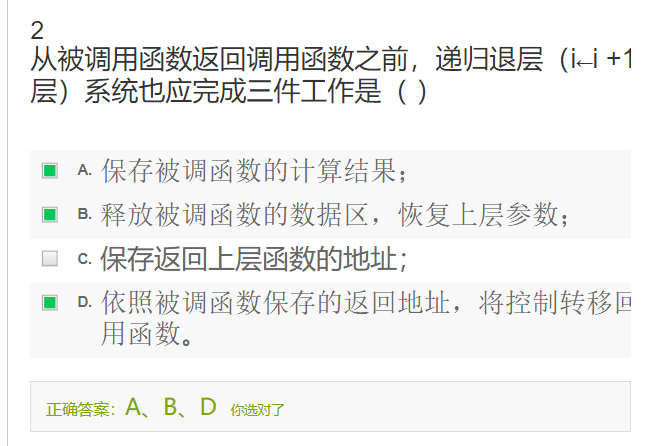 2
从被调用函数返回调用函数之前，递归退层（i←i +1
层）系统也应完成三件工作是（ ）
A. 保存被调函数的计算结果；
B. 释放被调函数的数据区，恢复上层参数；
C. 保存返回上层函数的地址；
D. 依照被调函数保存的返回地址，将控制转移回
用函数。
正确答案：A、B、D 你选对了